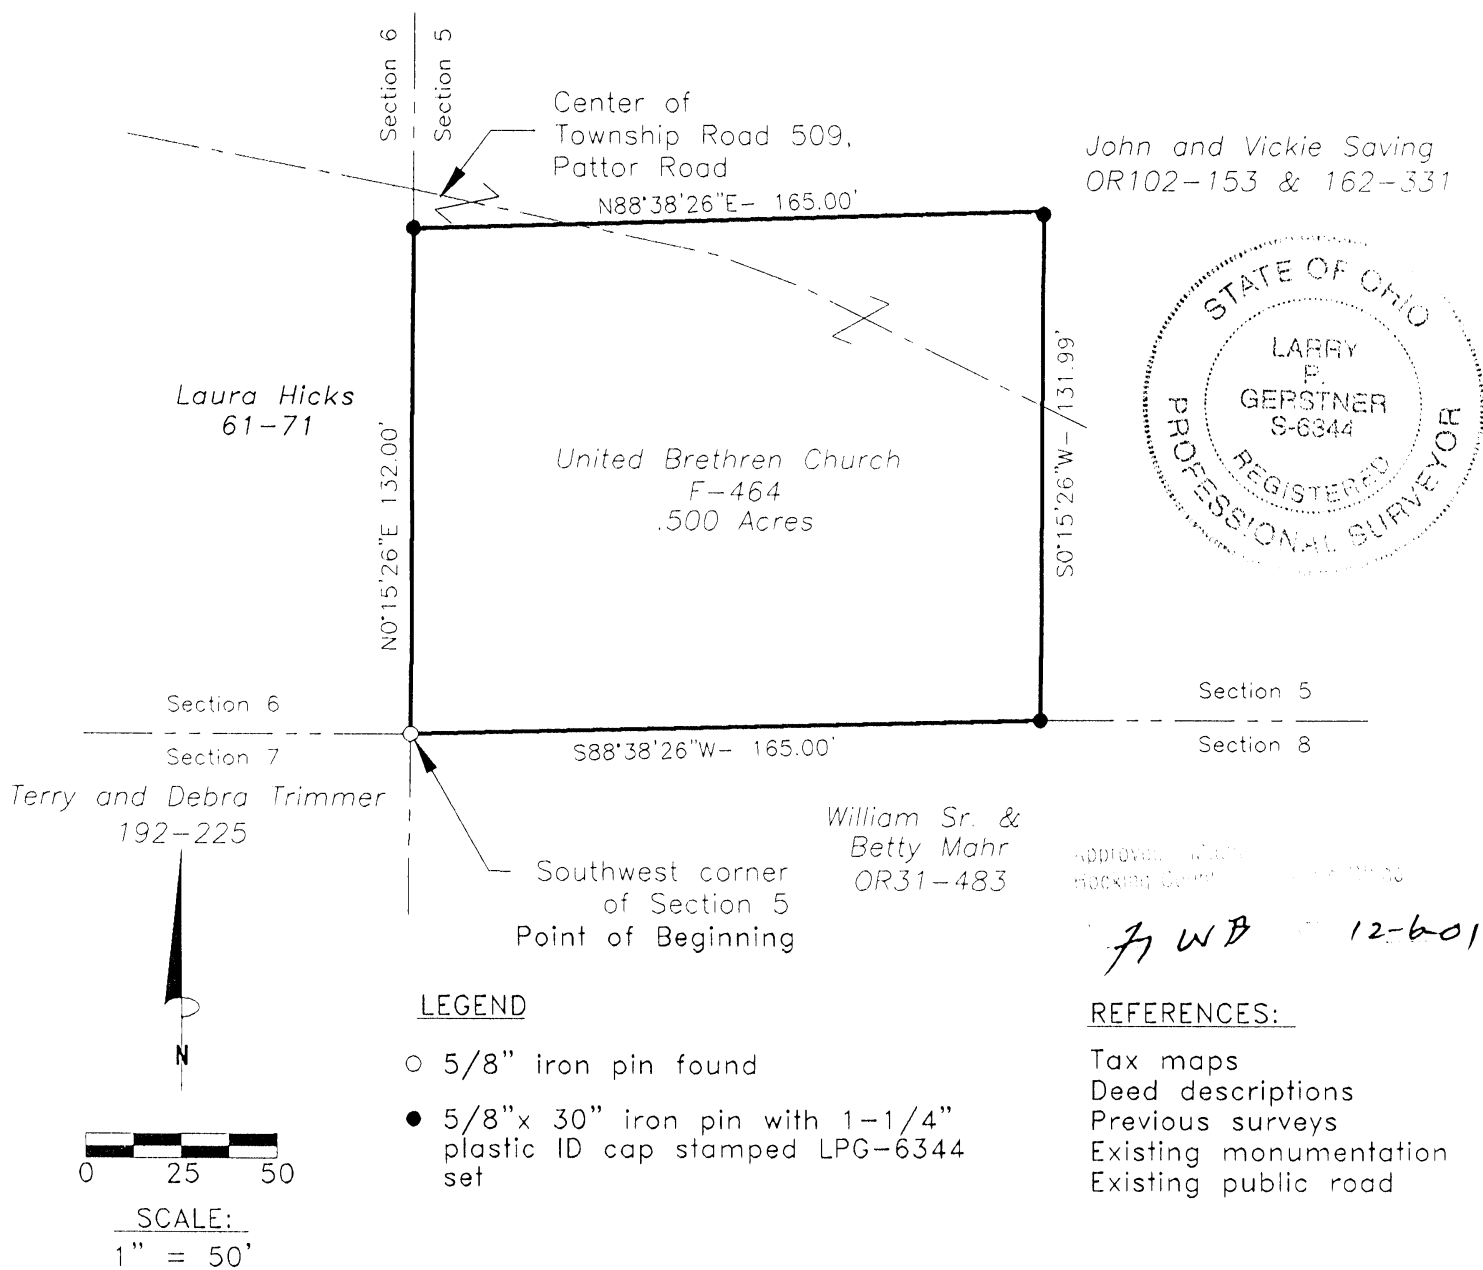 Section 6
Section 5
Center of
Township Road 509,
Pattor Road
John and Vickie Saving
OR102-153 & 162-331
N88°38'26"E- 165.00'
STATE OF OHIO
LARRY
P.
GERSTNER
S-6344
REGISTERED
PROFESSIONAL SURVEYOR
Laura Hicks
61-71
N0°15'26"E 132.00'
United Brethren Church
F-464
.500 Acres
S0°15'26"W- 131.99'
Section 6
Section 7
Section 5
Section 8
S88°38'26"W- 165.00'
Terry and Debra Trimmer
192-225
William Sr. &
Betty Mahr
OR31-483
Southwest corner
of Section 5
Point of Beginning
Approved
Hocking
12-6-01
N
0 25 50
SCALE:
1" = 50'
LEGEND
5/8" iron pin found
5/8"x 30" iron pin with 1-1/4"
plastic ID cap stamped LPG-6344
set
REFERENCES:
Tax maps
Deed descriptions
Previous surveys
Existing monumentation
Existing public road